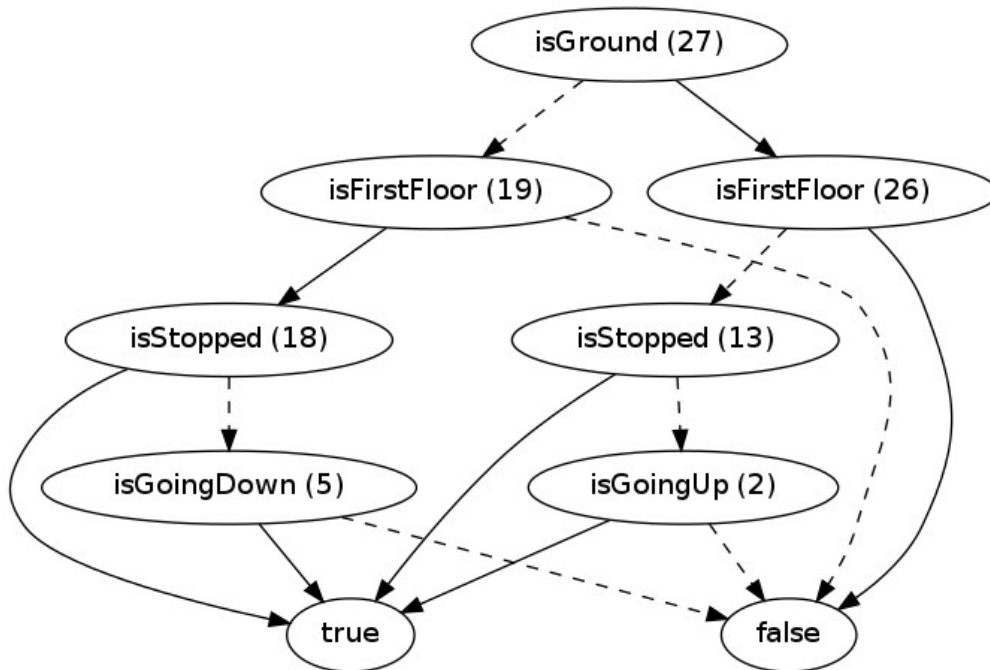 isGround (27)
isFirstFloor (19)
isFirstFloor (26)
isStopped (18)
isStopped (13)
isGoingDown (5)
isGoingUp (2)
true
false